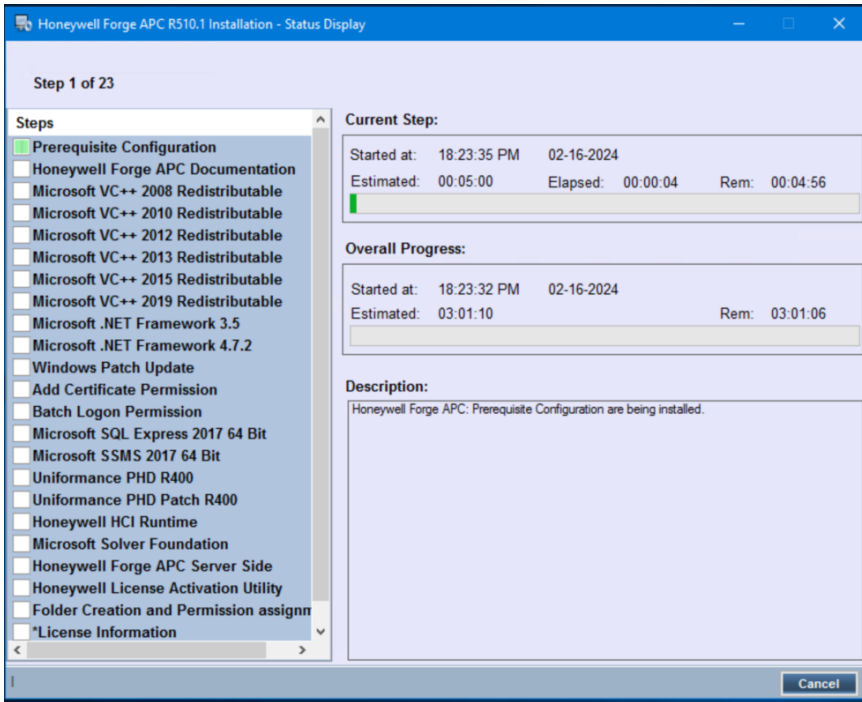 Honeywell Forge APC R510.1 Installation - Status Display
Step 1 of 23
Steps
Prerequisite Configuration
Honeywell Forge APC Documentation
Microsoft VC++ 2008 Redistributable
Microsoft VC++ 2010 Redistributable
Microsoft VC++ 2012 Redistributable
Microsoft VC++ 2013 Redistributable
Microsoft VC++ 2015 Redistributable
Microsoft VC++ 2019 Redistributable
Microsoft .NET Framework 3.5
Microsoft .NET Framework 4.7.2
Windows Patch Update
Add Certificate Permission
Batch Logon Permission
Microsoft SQL Express 2017 64 Bit
Microsoft SSMS 2017 64 Bit
Uniformance PHD R400
Uniformance PHD Patch R400
Honeywell HCI Runtime
Microsoft Solver Foundation
Honeywell Forge APC Server Side
Honeywell License Activation Utility
Folder Creation and Permission assignm
*License Information
Current Step:
Started at: 18:23:35 PM 02-16-2024
Estimated: 00:05:00 Elapsed: 00:00:04 Rem: 00:04:56
Overall Progress:
Started at: 18:23:32 PM 02-16-2024
Estimated: 03:01:10 Rem: 03:01:06
Description:
Honeywell Forge APC: Prerequisite Configuration are being installed.
Cancel